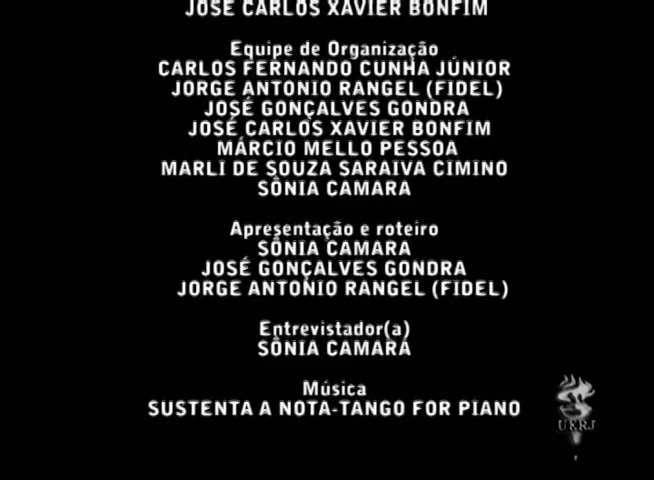 JOSÉ CARLOS XAVIER BONFIM
Equipe de Organização
CARLOS FERNANDO CUNHA JÚNIOR
JORGE ANTONIO RANGEL (FIDEL)
JOSÉ GONÇALVES GONDRA
JOSÉ CARLOS XAVIER BONFIM
MÁRCIO MELLO PESSOA
MARLI DE SOUZA SARAIVA CIMINO
SÔNIA CAMARA
Apresentação e roteiro
SÔNIA CAMARA
JOSÉ GONÇALVES GONDRA
JORGE ANTONIO RANGEL (FIDEL)
Entrevistador(a)
SÔNIA CAMARA
Música
SUSTENTA A NOTA-TANGO FOR PIANO
UERJ